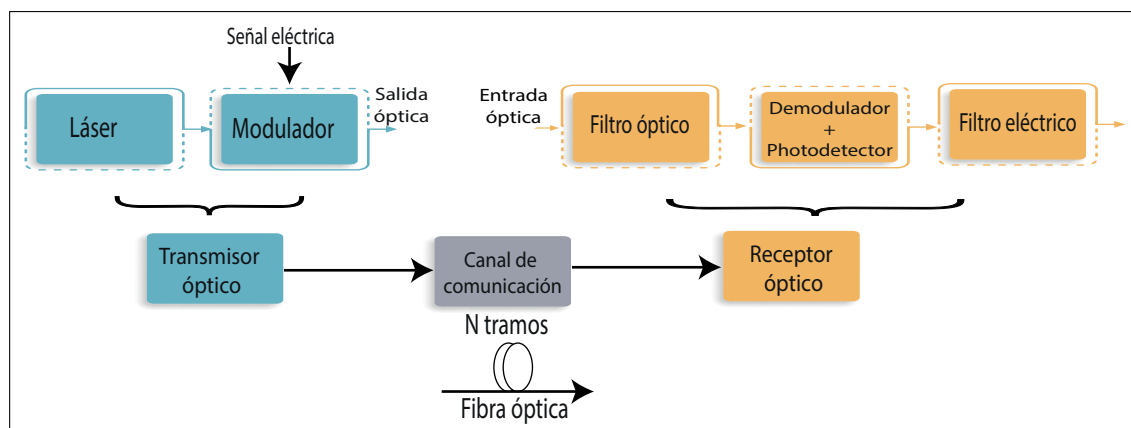 Señal eléctrica
Láser
Modulador
Salida
óptica
Entrada
óptica
Filtro óptico
Demodulador
+
Photodetector
Filtro eléctrico
Transmisor
óptico
Canal de
comunicación
Receptor
óptico
N tramos
Fibra óptica